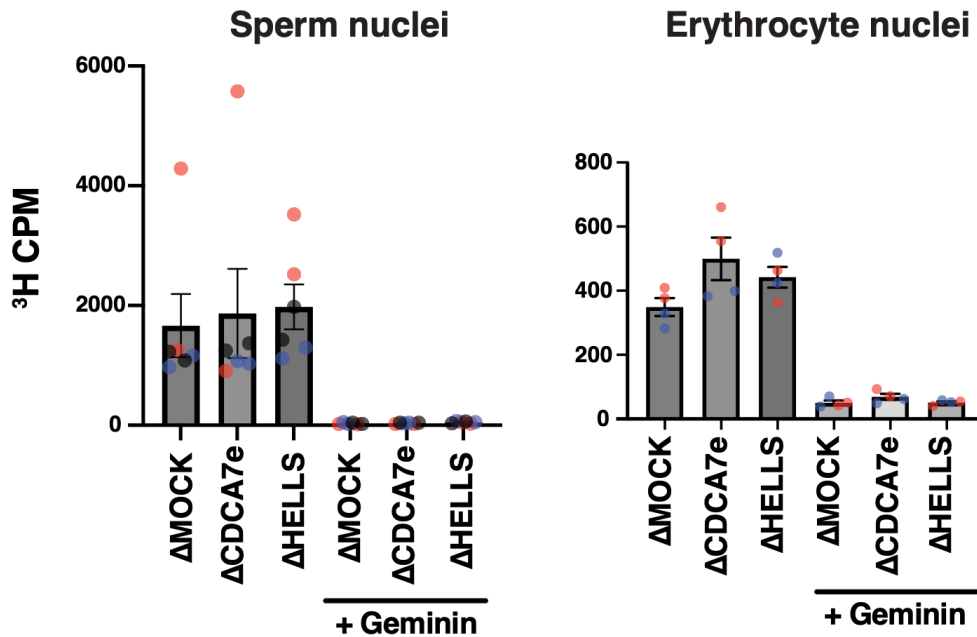 Sperm nuclei
³H CPM
6000
4000
2000
0
ΔMOCK
ΔCDCA7e
ΔHELLS
ΔMOCK
ΔCDCA7e
ΔHELLS
+ Geminin
Erythrocyte nuclei
800
600
400
200
0
ΔMOCK
ΔCDCA7e
ΔHELLS
ΔMOCK
ΔCDCA7e
ΔHELLS
+ Geminin